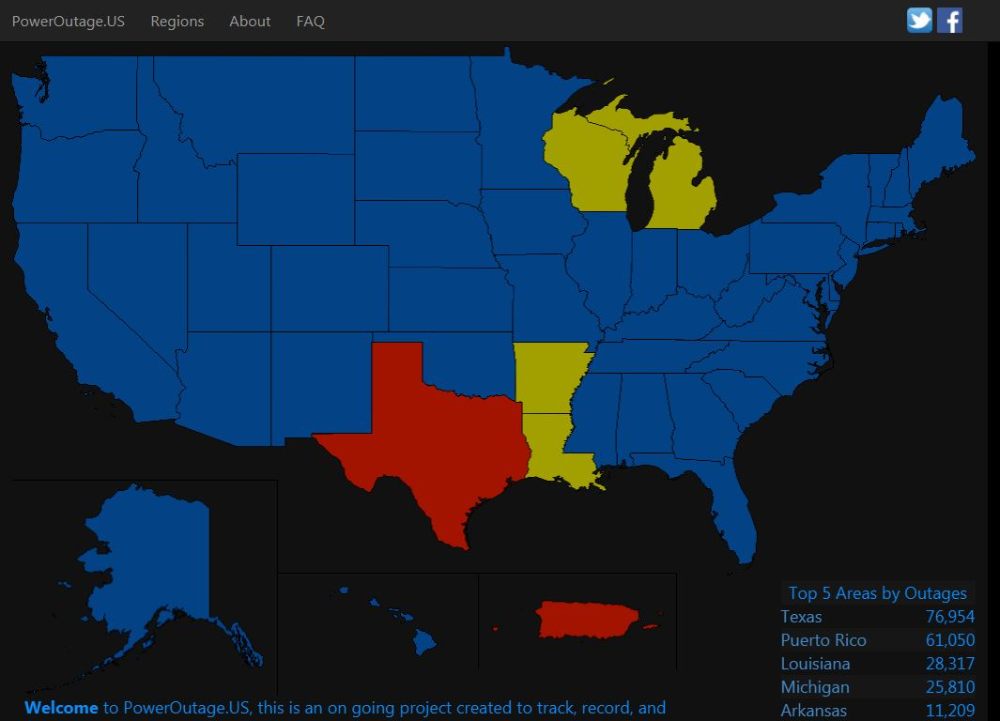 PowerOutage.US Regions About FAQ
Top 5 Areas by Outages
Texas 76,954
Puerto Rico 61,050
Louisiana 28,317
Michigan 25,810
Arkansas 11,209
Welcome to PowerOutage.US, this is an on going project created to track, record, and